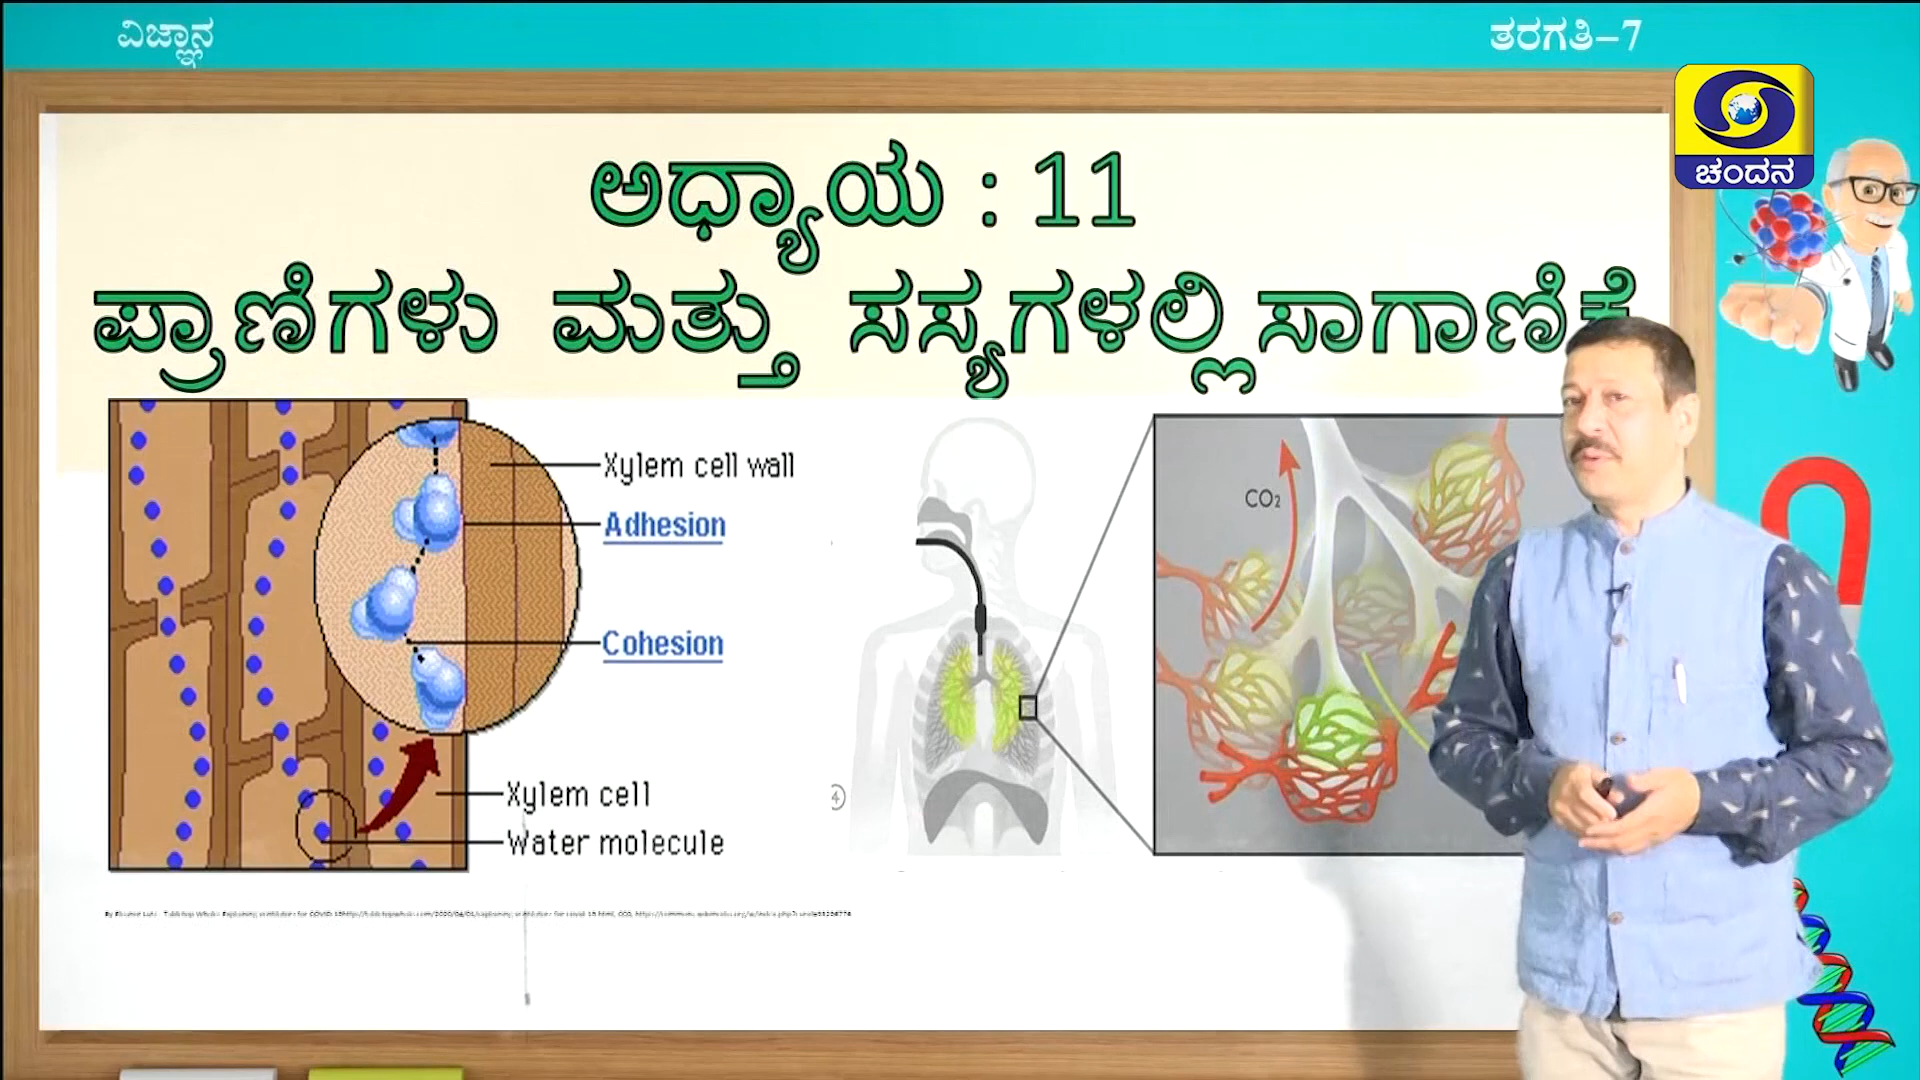 ವಿಜ್ಞಾನ
ತರಗತಿ-7
ಚಂದನ
ಅಧ್ಯಾಯ : 11
ಪ್ರಾಣಿಗಳು ಮತ್ತು ಸಸ್ಯಗಳಲ್ಲಿ ಸಾಗಾಣಿಕೆ
Xylem cell wall
Adhesion
CO₂
Cohesion
Xylem cell
4
Water molecule